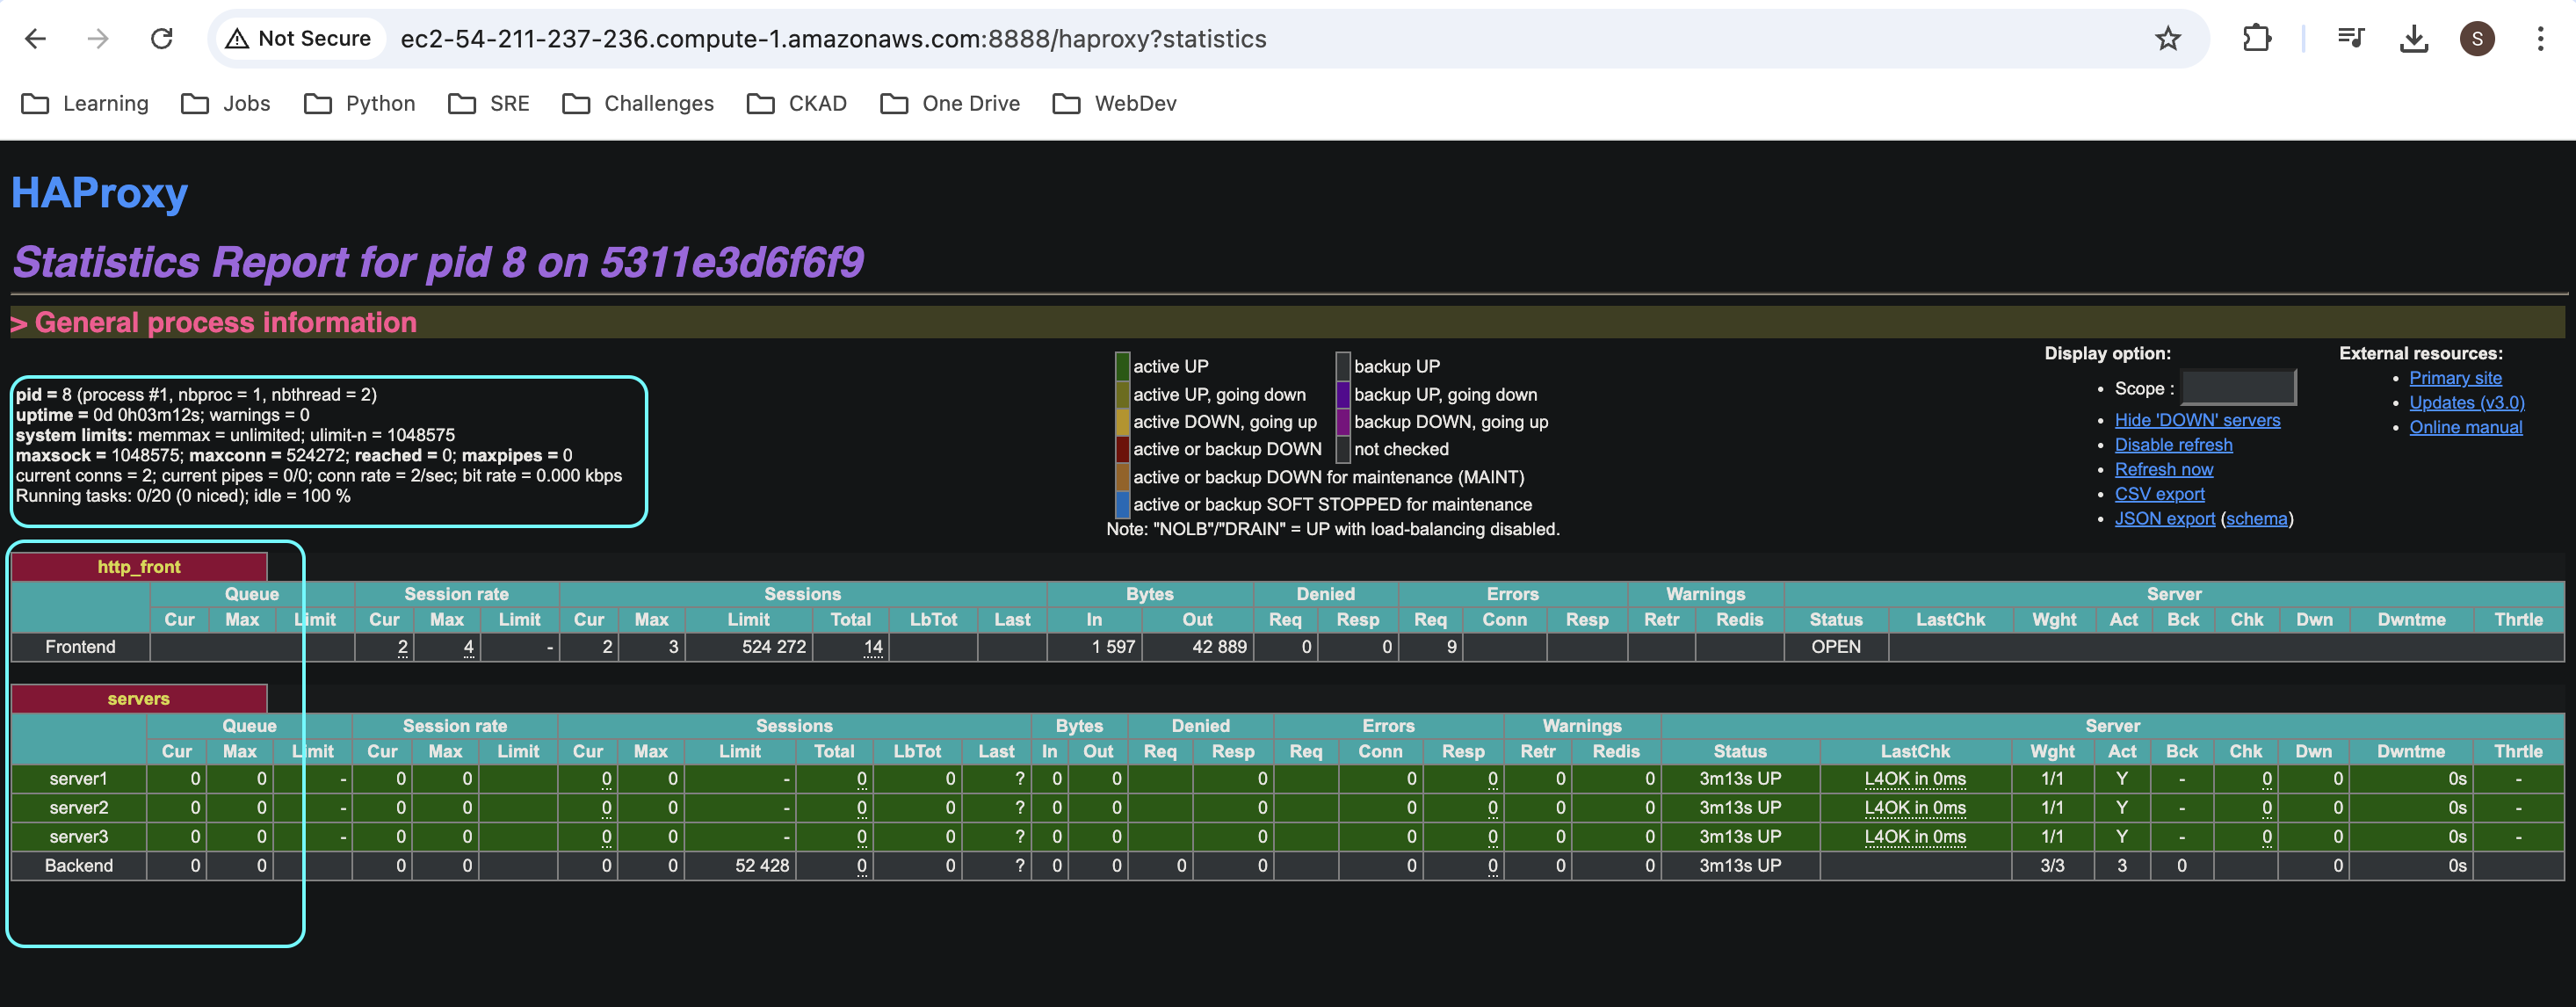 Not Secure ec2-54-211-237-236.compute-1.amazonaws.com:8888/haproxy?statistics S
Learning Jobs Python SRE Challenges CKAD One Drive WebDev
HAProxy
Statistics Report for pid 8 on 5311e3d6f6f9
> General process information
pid = 8 (process #1, nbproc = 1, nbthread = 2)
uptime = 0d 0h03m12s; warnings = 0
system limits: memmax = unlimited; ulimit-n = 1048575
maxsock = 1048575; maxconn = 524272; reached = 0; maxpipes = 0
current conns = 2; current pipes = 0/0; conn rate = 2/sec; bit rate = 0.000 kbps
Running tasks: 0/20 (0 niced); idle = 100 %
active UP backup UP
active UP, going down backup UP, going down
active DOWN, going up backup DOWN, going up
active or backup DOWN not checked
active or backup DOWN for maintenance (MAINT)
active or backup SOFT STOPPED for maintenance
Note: "NOLB"/"DRAIN" = UP with load-balancing disabled.
Display option:
• Scope :
• Hide 'DOWN' servers
• Disable refresh
• Refresh now
• CSV export
• JSON export (schema)
External resources:
• Primary site
• Updates (v3.0)
• Online manual
http_front
Queue Session rate Sessions Bytes Denied Errors Warnings Server
Cur Max Limit Cur Max Limit Cur Max Limit Total LbTot Last In Out Req Resp Req Conn Resp Retr Redis Status LastChk Wght Act Bck Chk Dwn Dwntme Thrtle
Frontend 2 4 - 2 3 524 272 14 1 597 42 889 0 0 9 OPEN
servers
Queue Session rate Sessions Bytes Denied Errors Warnings Server
Cur Max Limit Cur Max Limit Cur Max Limit Total LbTot Last In Out Req Resp Req Conn Resp Retr Redis Status LastChk Wght Act Bck Chk Dwn Dwntme Thrtle
server1 0 0 - 0 0 0 0 - 0 0 ? 0 0 0 0 0 0 0 3m13s UP L4OK in 0ms 1/1 Y - 0 0 0s -
server2 0 0 - 0 0 0 0 - 0 0 ? 0 0 0 0 0 0 0 3m13s UP L4OK in 0ms 1/1 Y - 0 0 0s -
server3 0 0 - 0 0 0 0 - 0 0 ? 0 0 0 0 0 0 0 3m13s UP L4OK in 0ms 1/1 Y - 0 0 0s -
Backend 0 0 0 0 0 0 52 428 0 0 ? 0 0 0 0 0 0 0 0 3m13s UP 3/3 3 0 0 0s